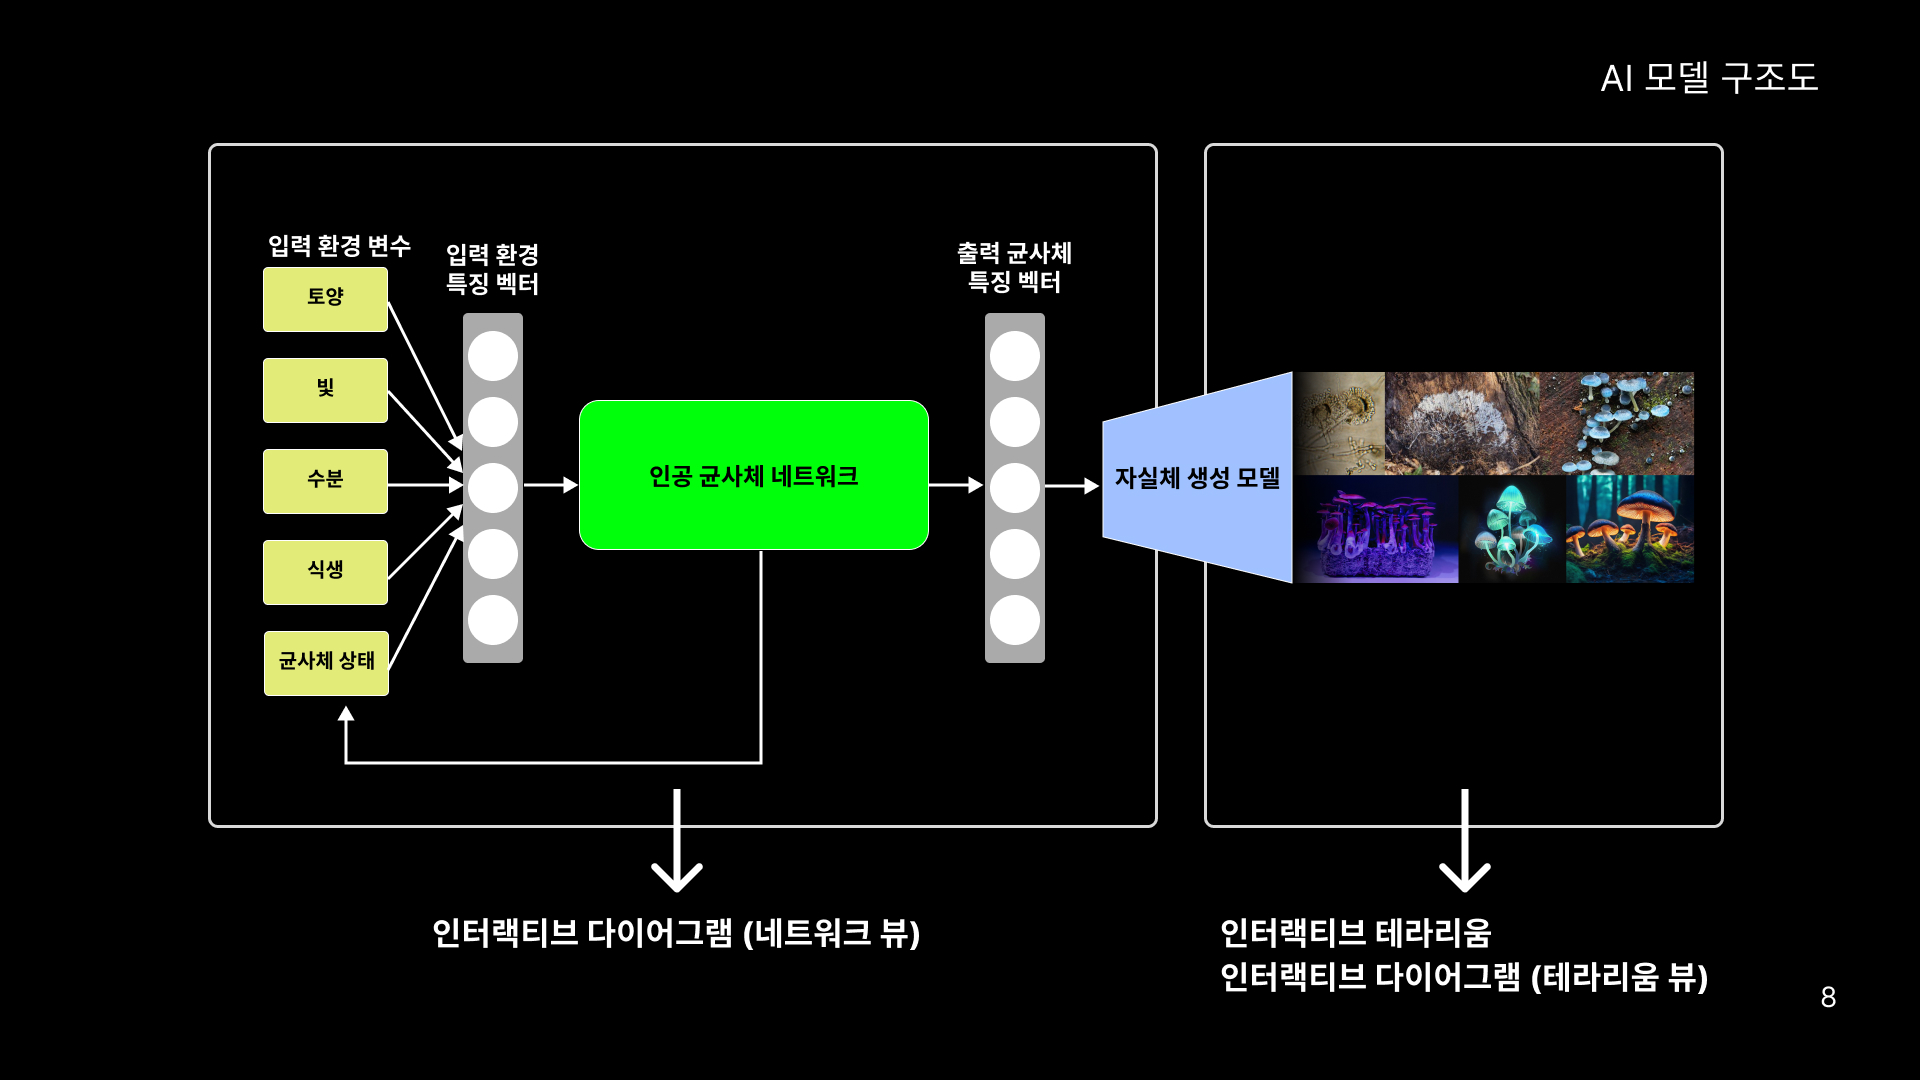 AI 모델 구조도
입력 환경 변수
토양
빛
수분
식생
균사체 상태
입력 환경
특징 벡터
인공 균사체 네트워크
출력 균사체
특징 벡터
자실체 생성 모델
인터랙티브 다이어그램 (네트워크 뷰)
인터랙티브 테라리움
인터랙티브 다이어그램 (테라리움 뷰)
8